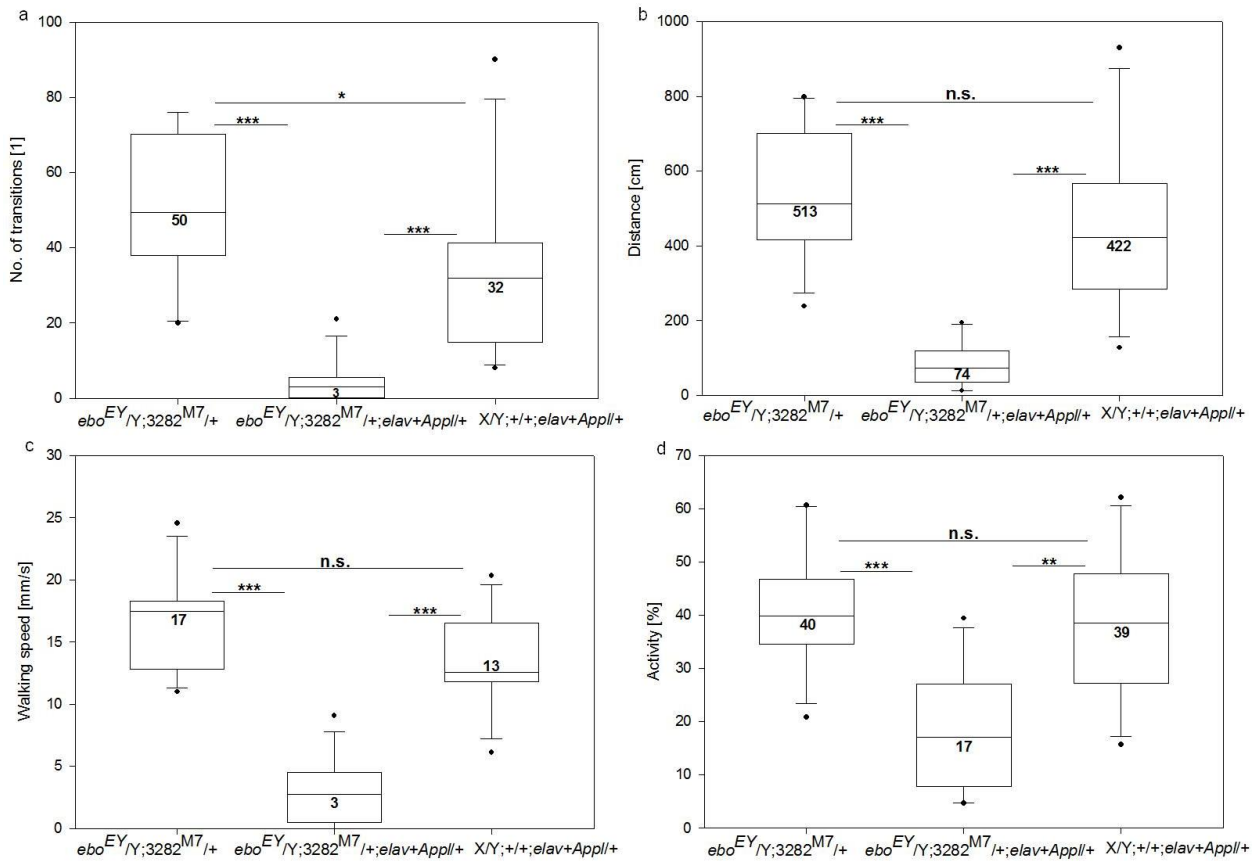 a
No. of transitions [1]
100
80
60
40
20
0
*
***
***
50
3
32
ebo^EY/Y;3282^M7/+
ebo^EY/Y;3282^M7/+;elav+Appl/+
X/Y;+/+;elav+Appl/+
b
Distance [cm]
1000
800
600
400
200
0
n.s.
***
***
513
74
422
ebo^EY/Y;3282^M7/+
ebo^EY/Y;3282^M7/+;elav+Appl/+
X/Y;+/+;elav+Appl/+
c
Walking speed [mm/s]
30
25
20
15
10
5
0
n.s.
***
***
17
3
13
ebo^EY/Y;3282^M7/+
ebo^EY/Y;3282^M7/+;elav+Appl/+
X/Y;+/+;elav+Appl/+
d
Activity [%]
70
60
50
40
30
20
10
0
n.s.
***
**
40
17
39
ebo^EY/Y;3282^M7/+
ebo^EY/Y;3282^M7/+;elav+Appl/+
X/Y;+/+;elav+Appl/+